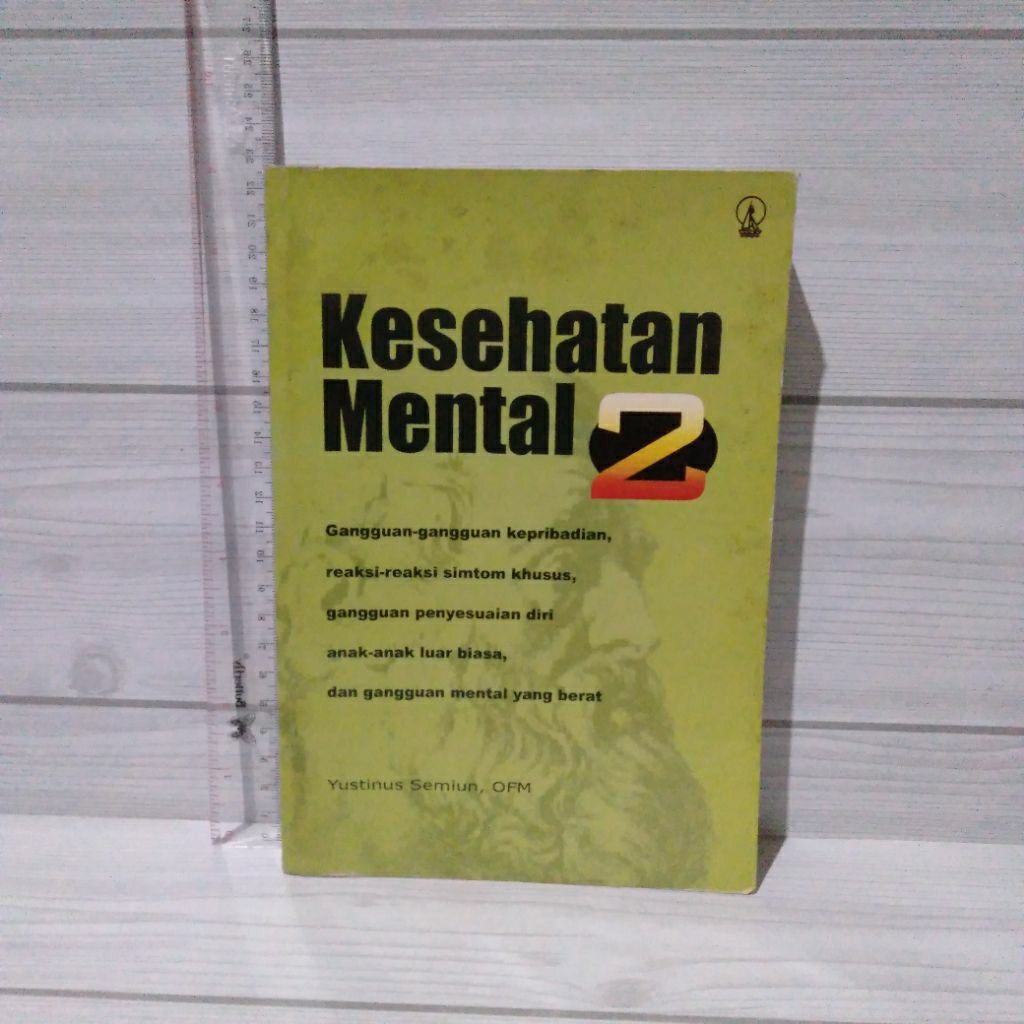 Kesehatan
Mental 2
Gangguan-gangguan kepribadian,
reaksi-reaksi simtom khusus,
gangguan penyesuaian diri
anak-anak luar biasa,
dan gangguan mental yang berat
Yustinus Semiun, OFM
Butterfly